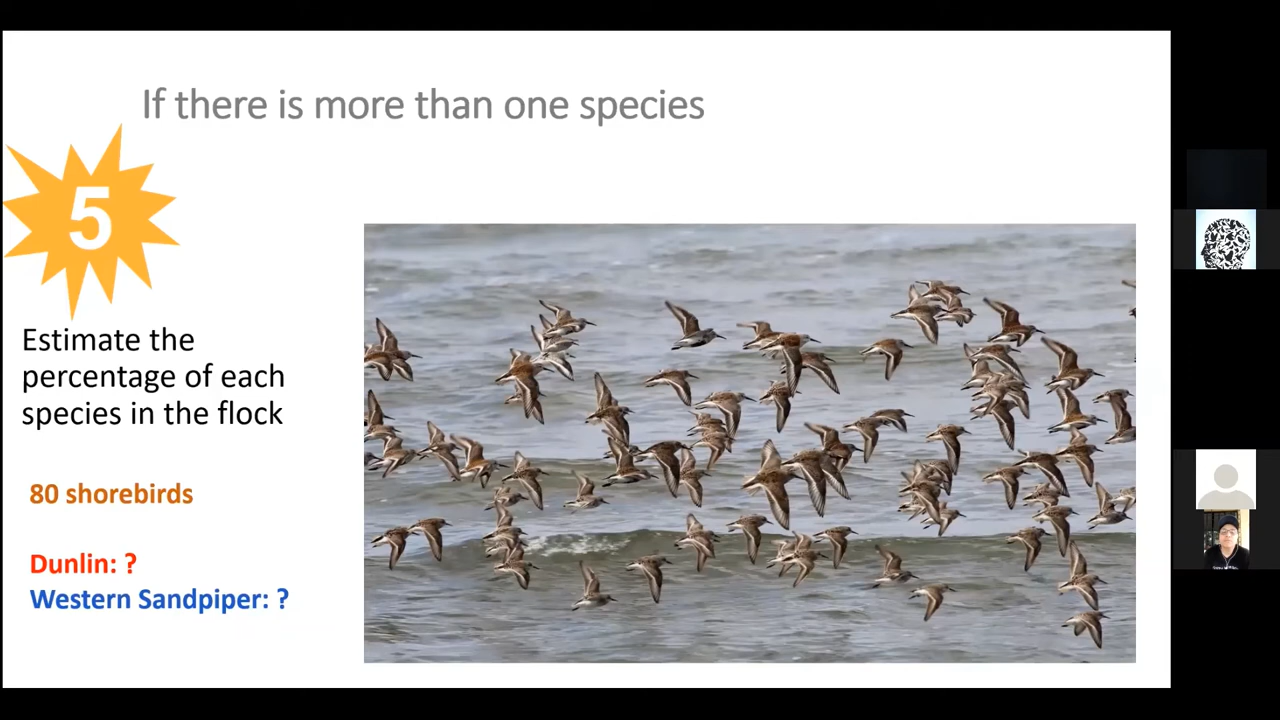 If there is more than one species
5
Estimate the
percentage of each
species in the flock
80 shorebirds
Dunlin: ?
Western Sandpiper: ?